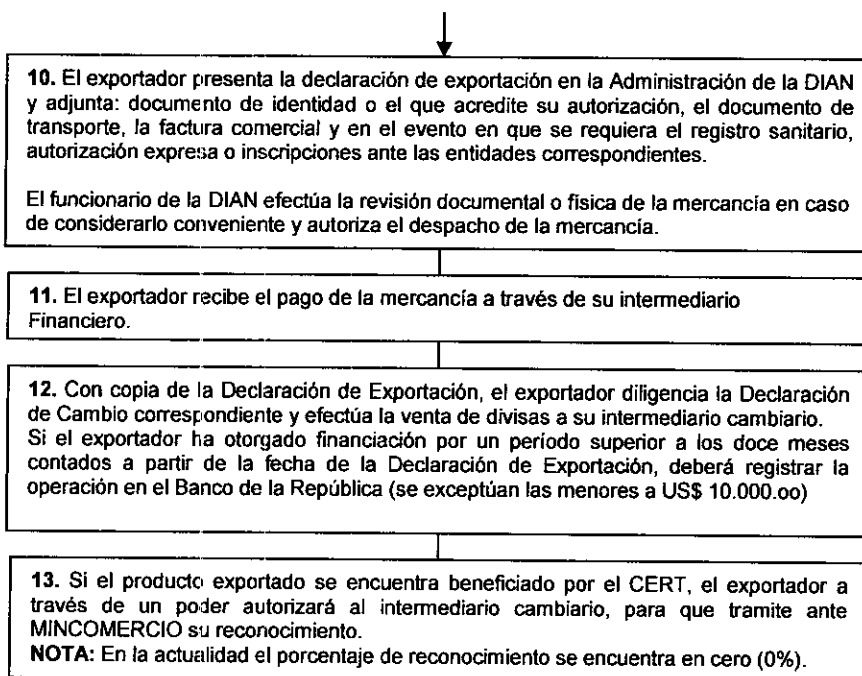 10. El exportador presenta la declaración de exportación en la Administración de la DIAN
y adjunta: documento de identidad o el que acredite su autorización, el documento de
transporte, la factura comercial y en el evento en que se requiera el registro sanitario,
autorización expresa o inscripciones ante las entidades correspondientes.
El funcionario de la DIAN efectúa la revisión documental o física de la mercancía en caso
de considerarlo conveniente y autoriza el despacho de la mercancía.
11. El exportador recibe el pago de la mercancía a través de su intermediario
Financiero.
12. Con copia de la Declaración de Exportación, el exportador diligencia la Declaración
de Cambio correspondiente y efectúa la venta de divisas a su intermediario cambiario.
Si el exportador ha otorgado financiación por un período superior a los doce meses
contados a partir de la fecha de la Declaración de Exportación, deberá registrar la
operación en el Banco de la República (se exceptúan las menores a US$ 10.000.oo)
13. Si el producto exportado se encuentra beneficiado por el CERT, el exportador a
través de un poder autorizará al intermediario cambiario, para que tramite ante
MINCOMERCIO su reconocimiento.
NOTA: En la actualidad el porcentaje de reconocimiento se encuentra en cero (0%).